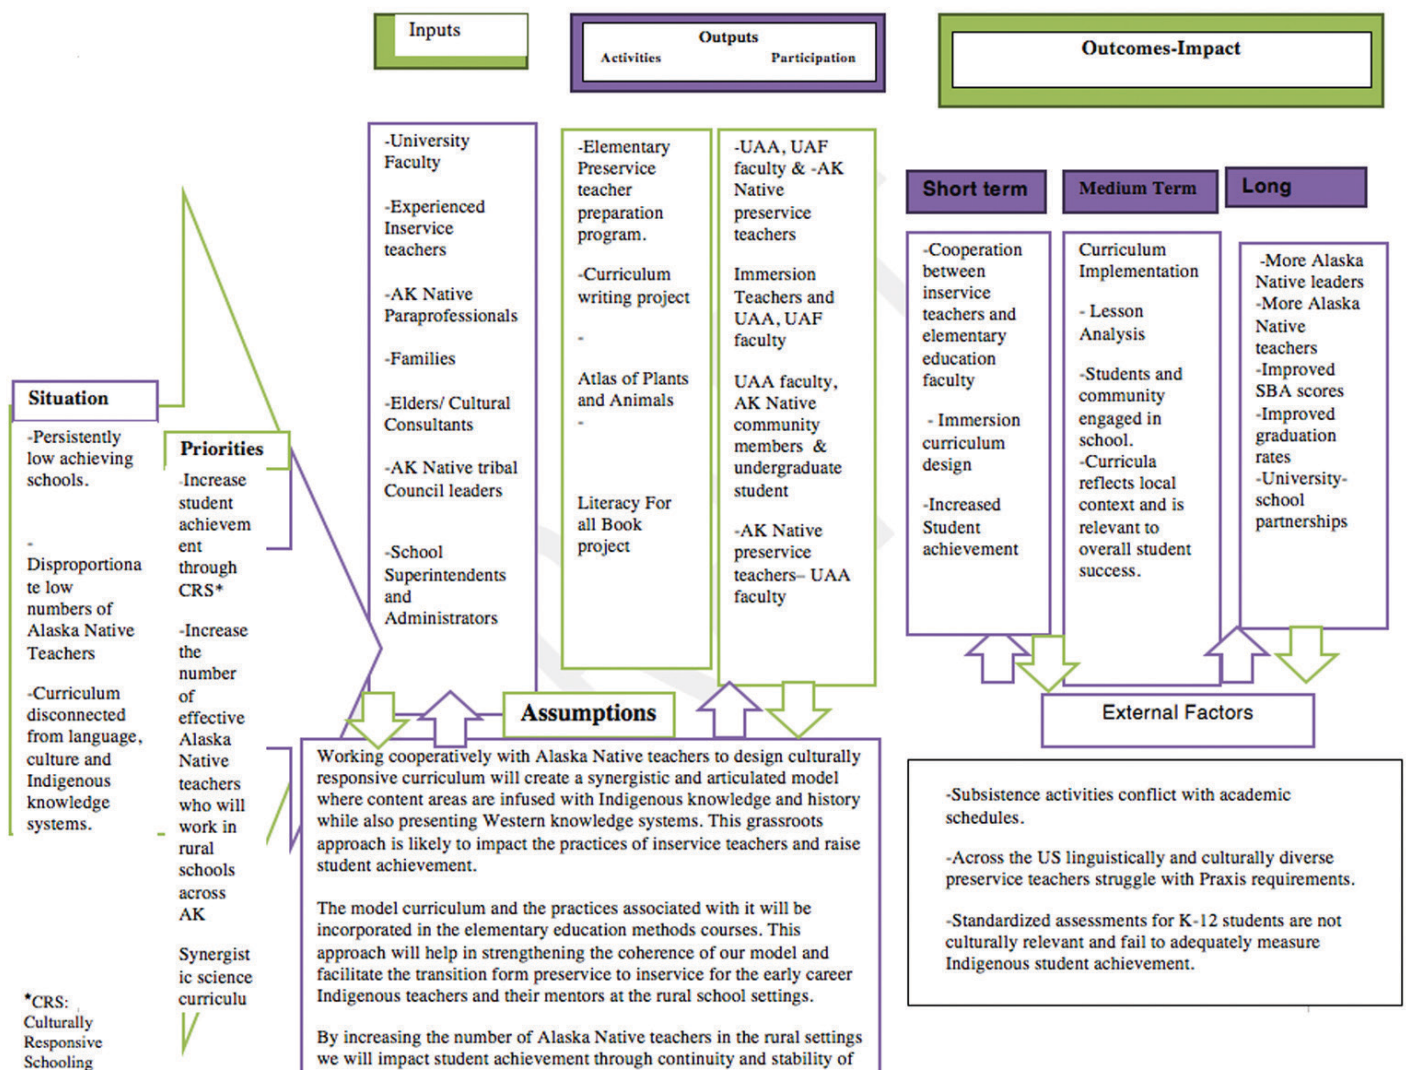 Inputs
Outputs
Activities Participation
Outcomes-Impact
Situation
-Persistently
low achieving
schools.
-
Disproportiona
te low
numbers of
Alaska Native
Teachers
-Curriculum
disconnected
from language,
culture and
Indigenous
knowledge
systems.
*CRS:
Culturally
Responsive
Schooling
Priorities
-Increase
student
achievem
ent
through
CRS*
-Increase
the
number
of
effective
Alaska
Native
teachers
who will
work in
rural
schools
across
AK
Synergist
ic science
curriculu
-University
Faculty
-Experienced
Inservice
teachers
-AK Native
Paraprofessionals
-Families
-Elders/ Cultural
Consultants
-AK Native tribal
Council leaders
-School
Superintendents
and
Administrators
-Elementary
Preservice
teacher
preparation
program.
-Curriculum
writing project
-
Atlas of Plants
and Animals
-
Literacy For
all Book
project
-UAA, UAF
faculty & -AK
Native
preservice
teachers
Immersion
Teachers and
UAA, UAF
faculty
UAA faculty,
AK Native
community
members &
undergraduate
student
-AK Native
preservice
teachers– UAA
faculty
Short term
-Cooperation
between
inservice
teachers and
elementary
education
faculty
- Immersion
curriculum
design
-Increased
Student
achievement
Medium Term
Curriculum
Implementation
- Lesson
Analysis
-Students and
community
engaged in
school.
-Curricula
reflects local
context and is
relevant to
overall student
success.
Long
-More Alaska
Native leaders
-More Alaska
Native
teachers
-Improved
SBA scores
-Improved
graduation
rates
-University-
school
partnerships
Assumptions
Working cooperatively with Alaska Native teachers to design culturally
responsive curriculum will create a synergistic and articulated model
where content areas are infused with Indigenous knowledge and history
while also presenting Western knowledge systems. This grassroots
approach is likely to impact the practices of inservice teachers and raise
student achievement.
The model curriculum and the practices associated with it will be
incorporated in the elementary education methods courses. This
approach will help in strengthening the coherence of our model and
facilitate the transition form preservice to inservice for the early career
Indigenous teachers and their mentors at the rural school settings.
By increasing the number of Alaska Native teachers in the rural settings
we will impact student achievement through continuity and stability of
External Factors
-Subsistence activities conflict with academic
schedules.
-Across the US linguistically and culturally diverse
preservice teachers struggle with Praxis requirements.
-Standardized assessments for K-12 students are not
culturally relevant and fail to adequately measure
Indigenous student achievement.